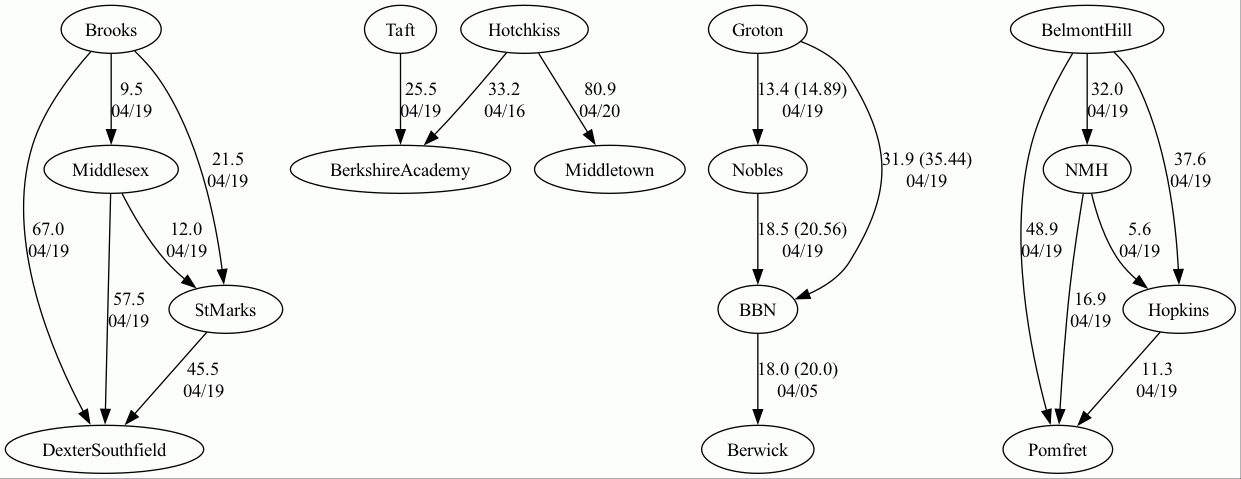 Brooks
Taft
Hotchkiss
Groton
BelmontHill
9.5
04/19
25.5
04/19
33.2
04/16
80.9
04/20
13.4 (14.89)
04/19
32.0
04/19
Middlesex
21.5
04/19
BerkshireAcademy
Middletown
Nobles
31.9 (35.44)
04/19
NMH
37.6
04/19
67.0
04/19
12.0
04/19
18.5 (20.56)
04/19
48.9
04/19
5.6
04/19
57.5
04/19
StMarks
BBN
16.9
04/19
Hopkins
45.5
04/19
18.0 (20.0)
04/05
11.3
04/19
DexterSouthfield
Berwick
Pomfret